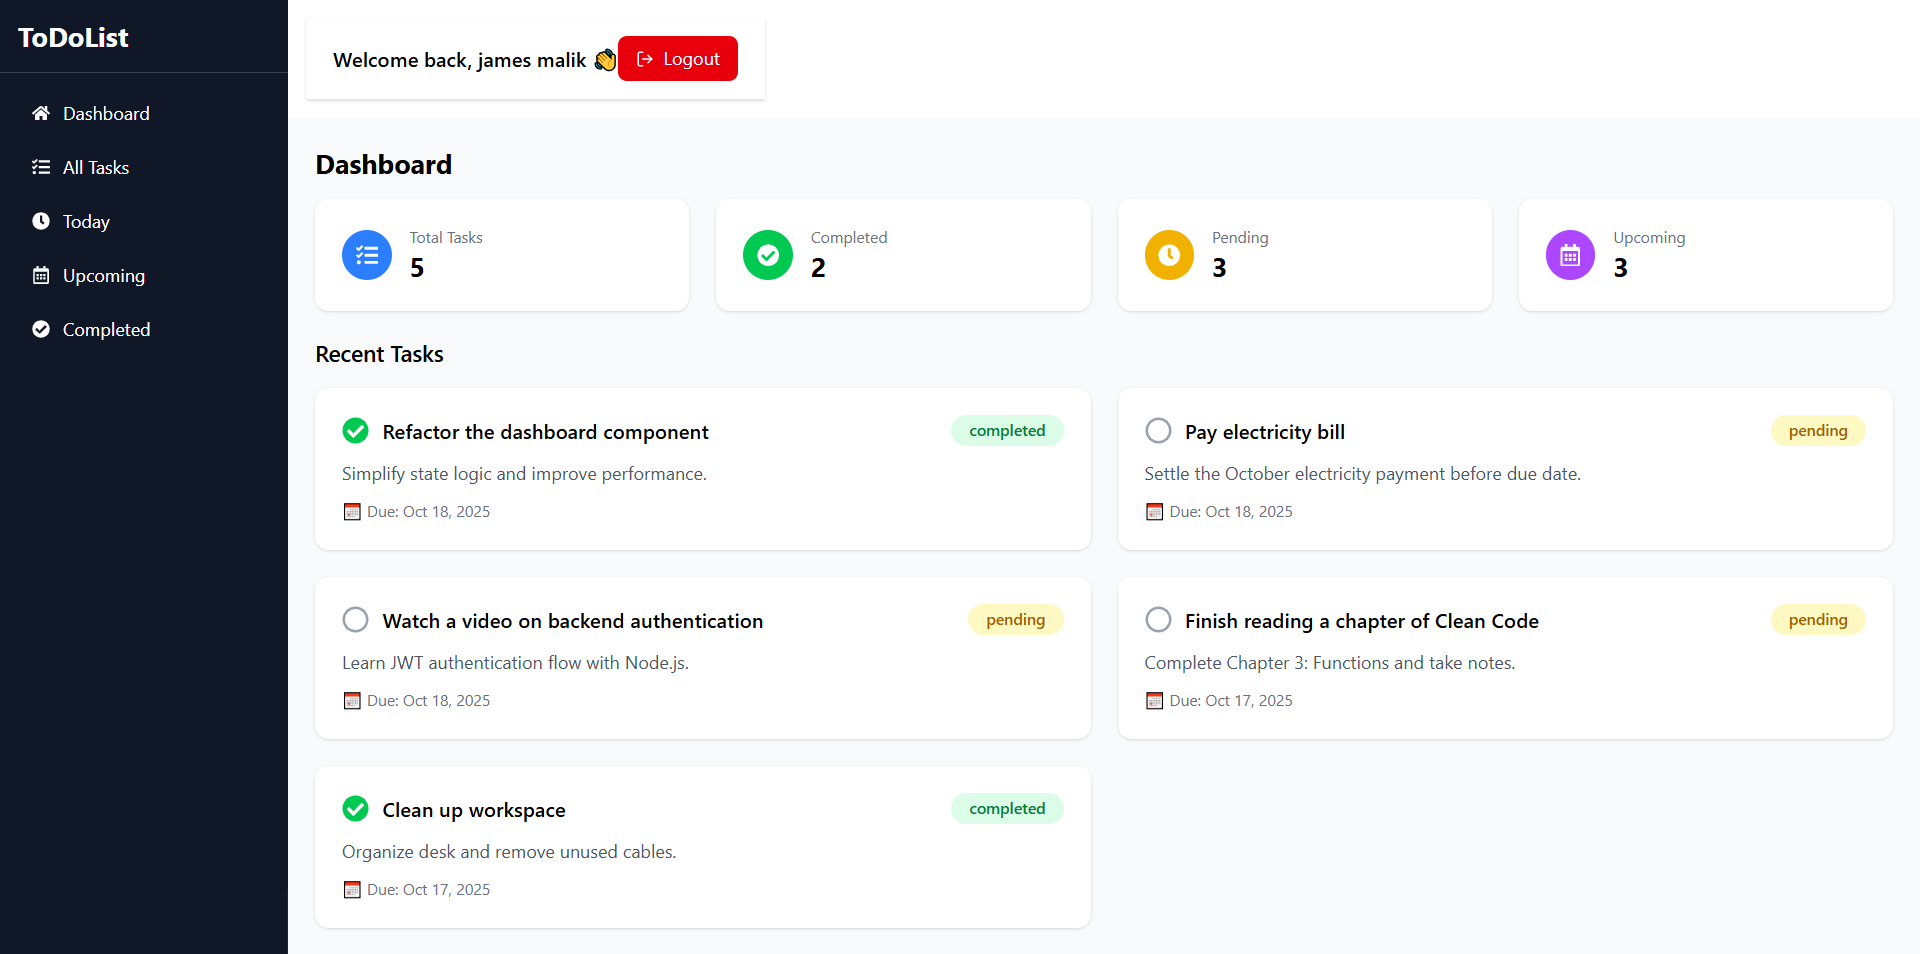 ToDoList
Dashboard
All Tasks
Today
Upcoming
Completed
Welcome back, james malik 👋
Logout
Dashboard
Total Tasks
5
Completed
2
Pending
3
Upcoming
3
Recent Tasks
Refactor the dashboard component
completed
Simplify state logic and improve performance.
Due: Oct 18, 2025
Pay electricity bill
pending
Settle the October electricity payment before due date.
Due: Oct 18, 2025
Watch a video on backend authentication
pending
Learn JWT authentication flow with Node.js.
Due: Oct 18, 2025
Finish reading a chapter of Clean Code
pending
Complete Chapter 3: Functions and take notes.
Due: Oct 17, 2025
Clean up workspace
completed
Organize desk and remove unused cables.
Due: Oct 17, 2025